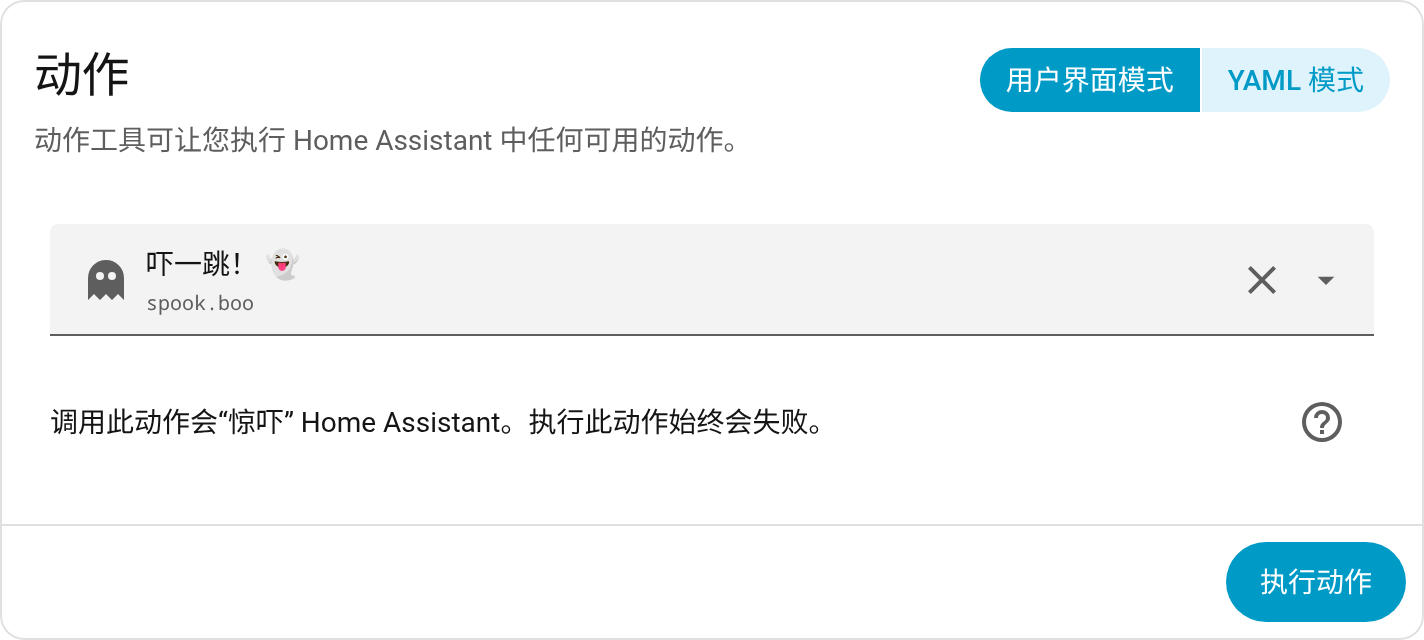 动作
用户界面模式
YAML 模式
动作工具可让您执行 Home Assistant 中任何可用的动作。
吓一跳！ 👻
spook.boo
调用此动作会“惊吓” Home Assistant。执行此动作始终会失败。
执行动作